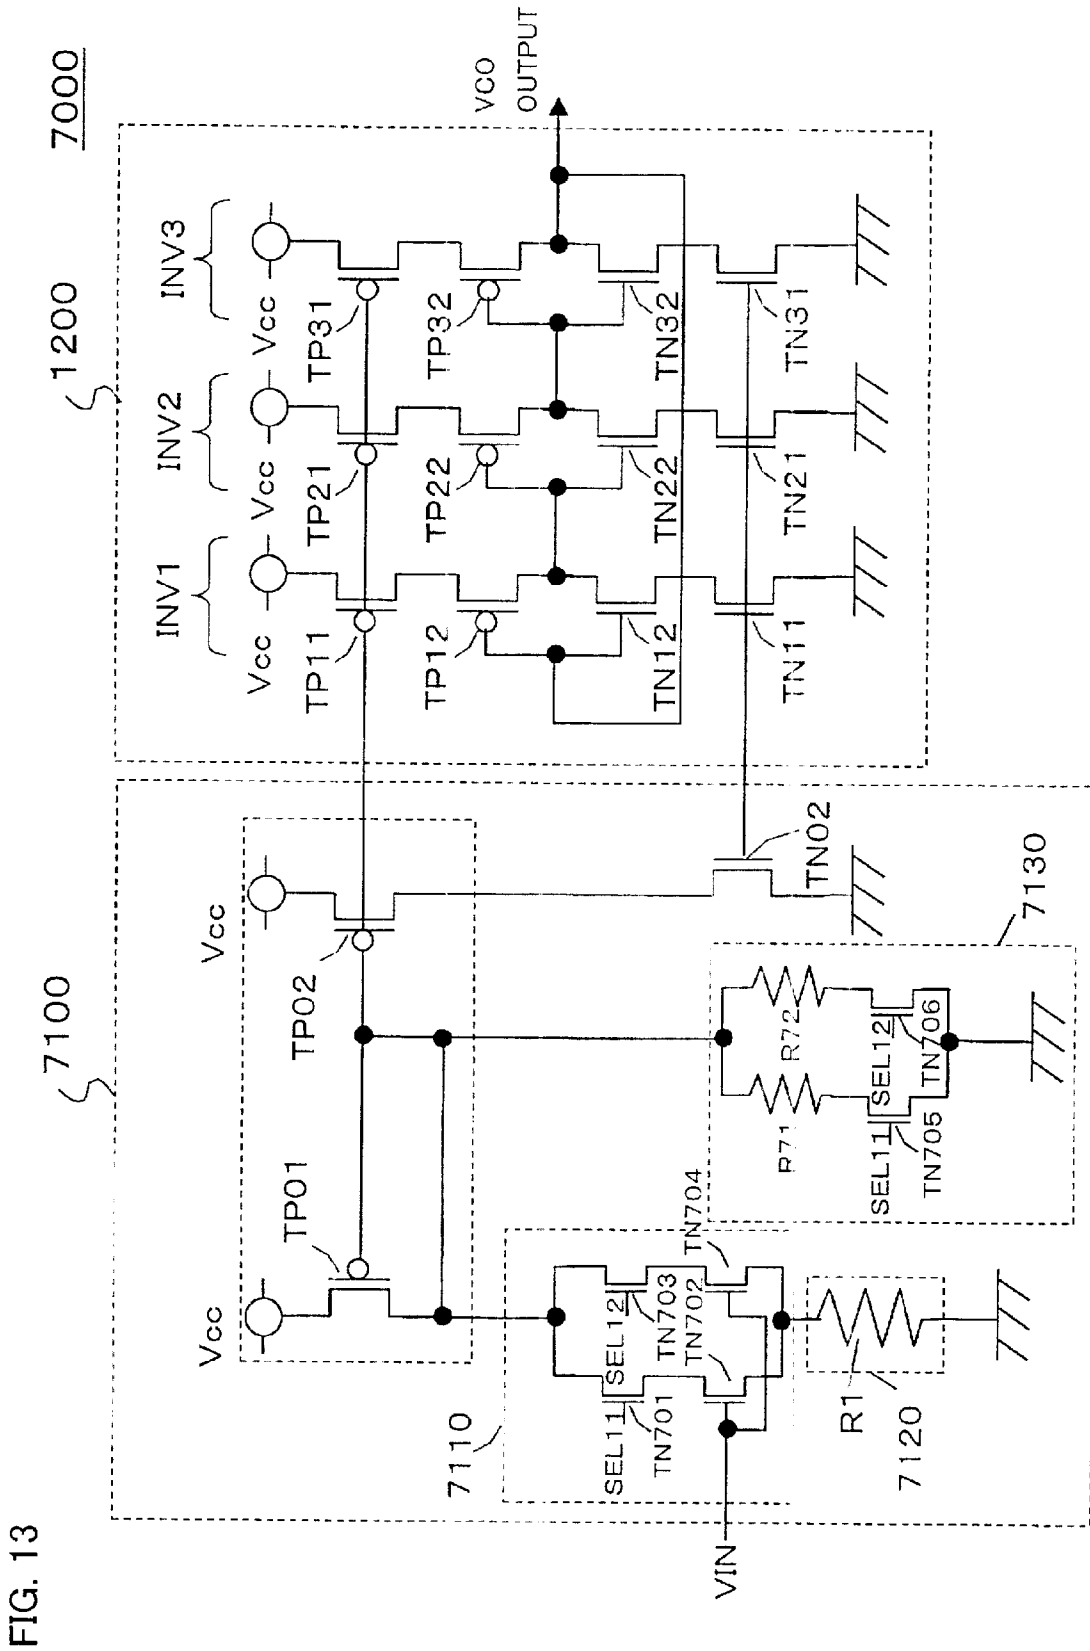 FIG. 13
7000
7100
1200
INV1
INV2
INV3
Vcc
Vcc
Vcc
Vcc
Vcc
TP01
TP02
TP11
TP21
TP31
TP12
TP22
TP32
VCO
OUTPUT
7110
SEL11
TN701
SEL12
TN703
TN702
TN704
VIN
R1
7120
R71
R72
SEL11
TN705
SEL12
TN706
7130
TN02
TN12
TN22
TN32
TN11
TN21
TN31